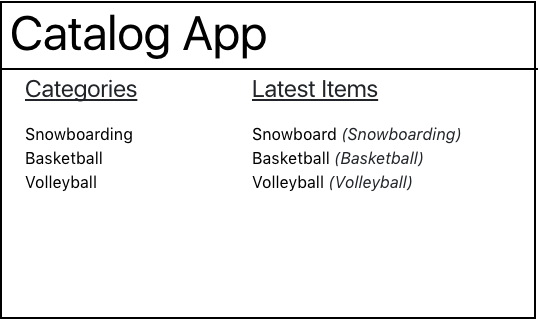 Catalog App
Categories
Snowboarding
Basketball
Volleyball
Latest Items
Snowboard (Snowboarding)
Basketball (Basketball)
Volleyball (Volleyball)